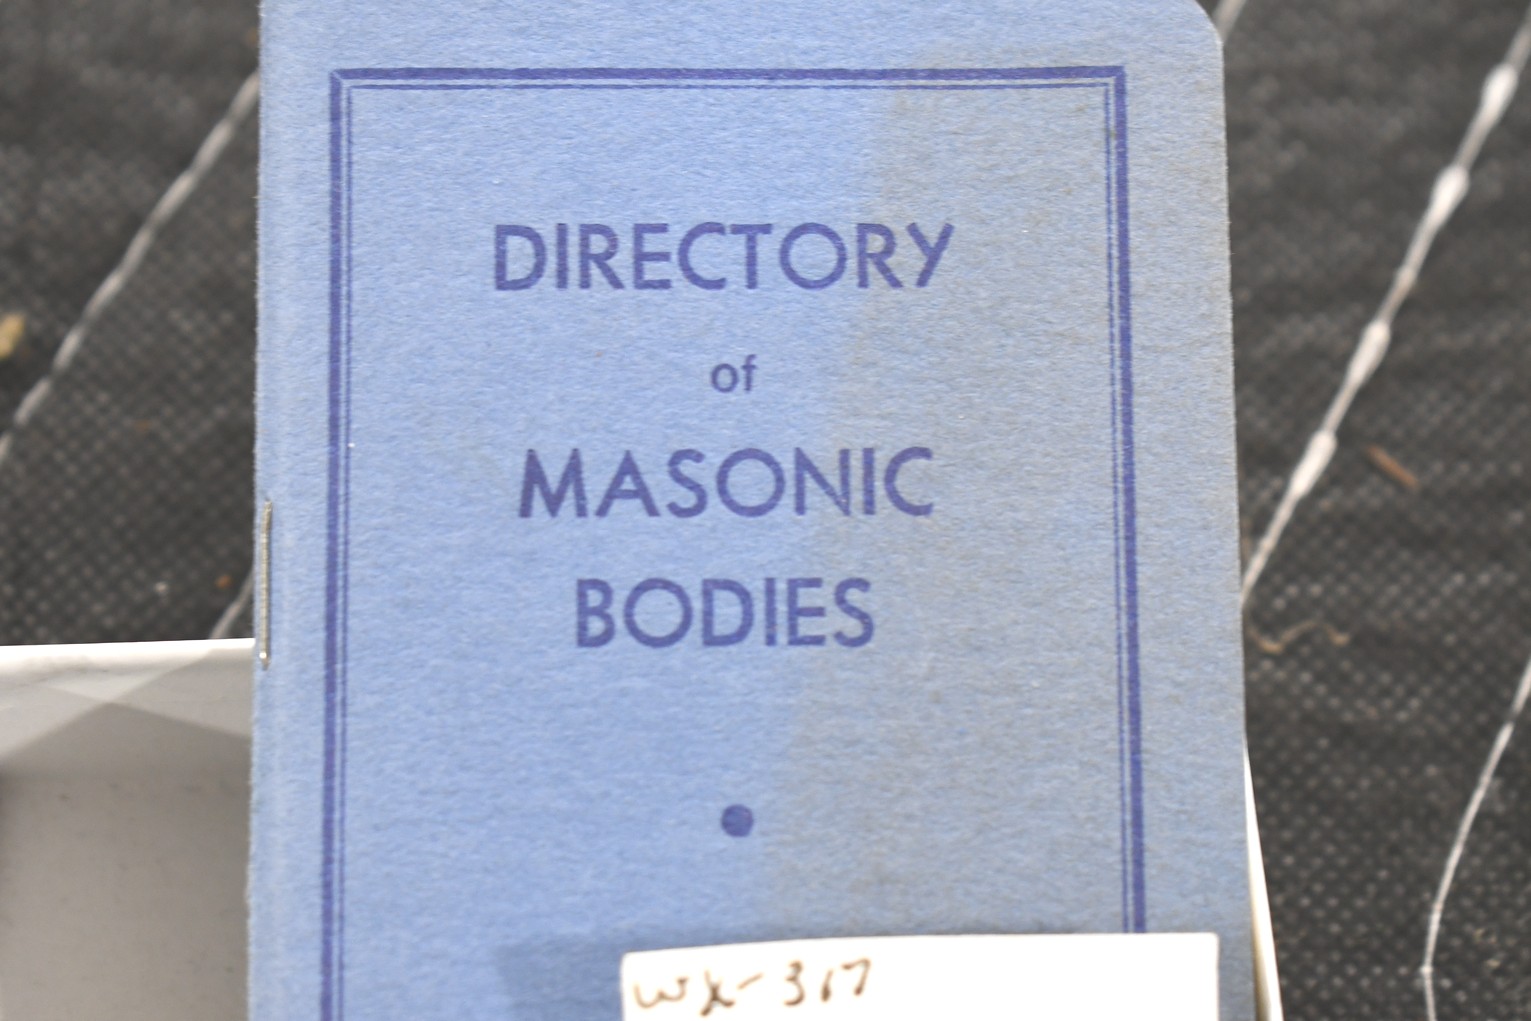 DIRECTORY
of
MASONIC
BODIES
wx-317